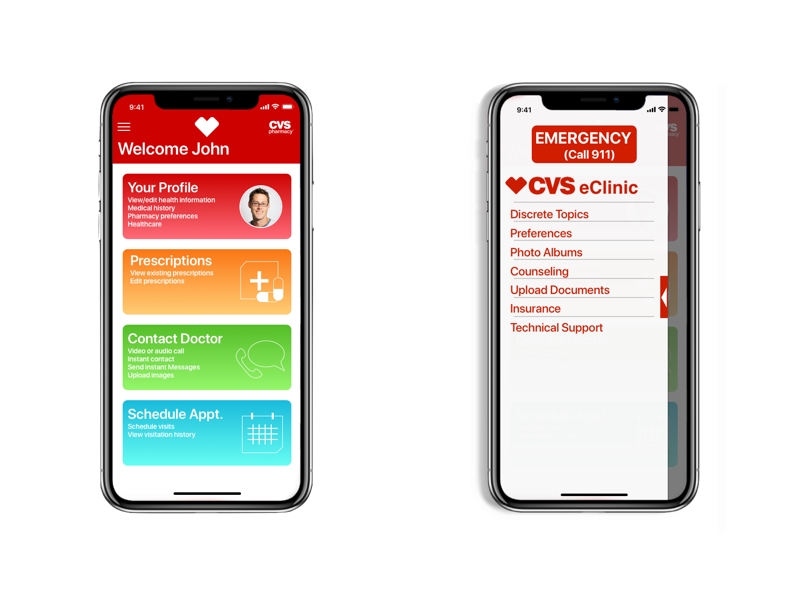 9:41
CVS
pharmacy
Welcome John
Your Profile
View/edit health information
Medical history
Pharmacy preferences
Healthcare
Prescriptions
View existing prescriptions
Edit prescriptions
Contact Doctor
Video or audio call
Instant contact
Send instant Messages
Upload images
Schedule Appt.
Schedule visits
View visitation history
9:41
EMERGENCY
(Call 911)
CVS eClinic
Discrete Topics
Preferences
Photo Albums
Counseling
Upload Documents
Insurance
Technical Support